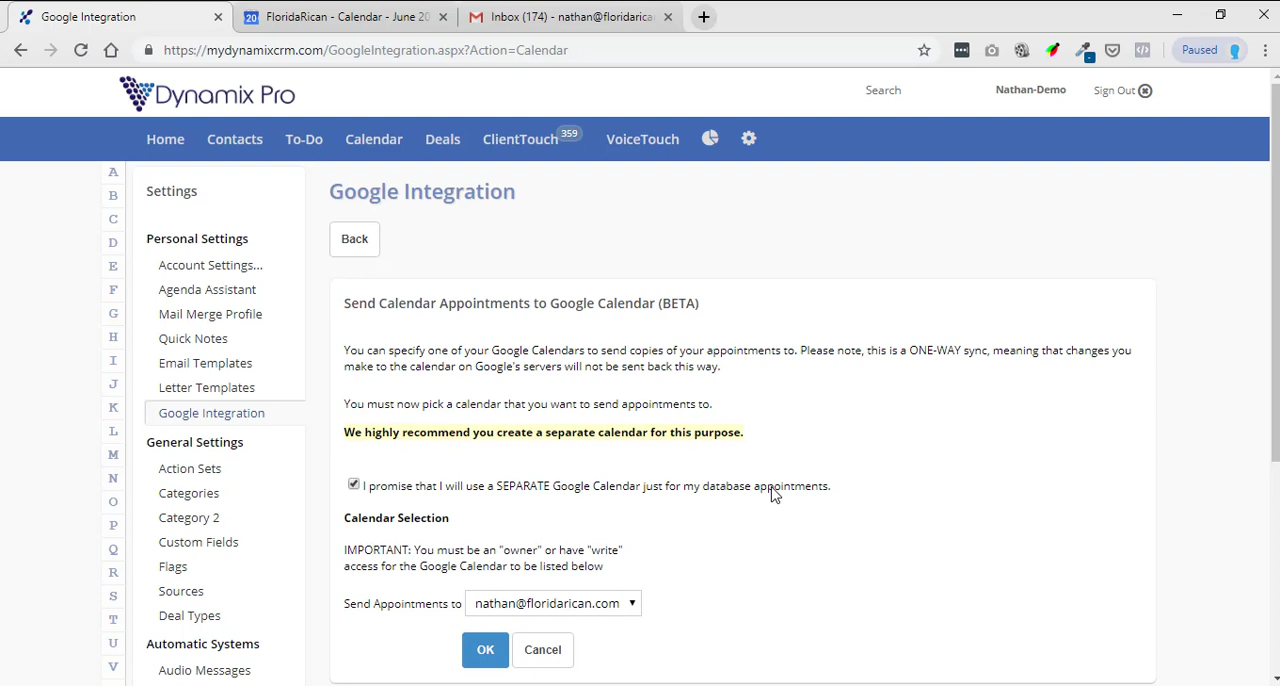 Google Integration
FloridaRican - Calendar - June 20
Inbox (174) - nathan@floridarican
https://mydynamixcrm.com/GoogleIntegration.aspx?Action=Calendar
Paused
Dynamix Pro
Search
Nathan-Demo
Sign Out
Home
Contacts
To-Do
Calendar
Deals
ClientTouch 359
VoiceTouch
A
B
C
D
E
F
G
H
I
J
K
L
M
N
O
P
Q
R
S
T
U
V
Settings
Personal Settings
Account Settings...
Agenda Assistant
Mail Merge Profile
Quick Notes
Email Templates
Letter Templates
Google Integration
General Settings
Action Sets
Categories
Category 2
Custom Fields
Flags
Sources
Deal Types
Automatic Systems
Audio Messages
Google Integration
Back
Send Calendar Appointments to Google Calendar (BETA)
You can specify one of your Google Calendars to send copies of your appointments to. Please note, this is a ONE-WAY sync, meaning that changes you
make to the calendar on Google's servers will not be sent back this way.
You must now pick a calendar that you want to send appointments to.
We highly recommend you create a separate calendar for this purpose.
I promise that I will use a SEPARATE Google Calendar just for my database appointments.
Calendar Selection
IMPORTANT: You must be an "owner" or have "write"
access for the Google Calendar to be listed below
Send Appointments to nathan@floridarican.com
OK
Cancel